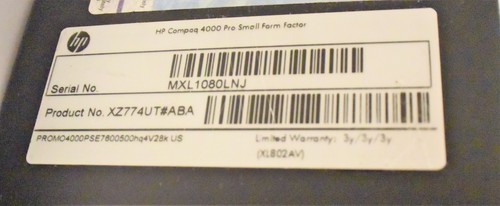 hp
HP Compaq 4000 Pro Small Form Factor
Serial No. MXL1080LNJ
Product No. XZ774UT#ABA
PROMO4000PSE7800500hq4V28k US
Limited Warranty: 3y/3y/3y
(XL802AV)